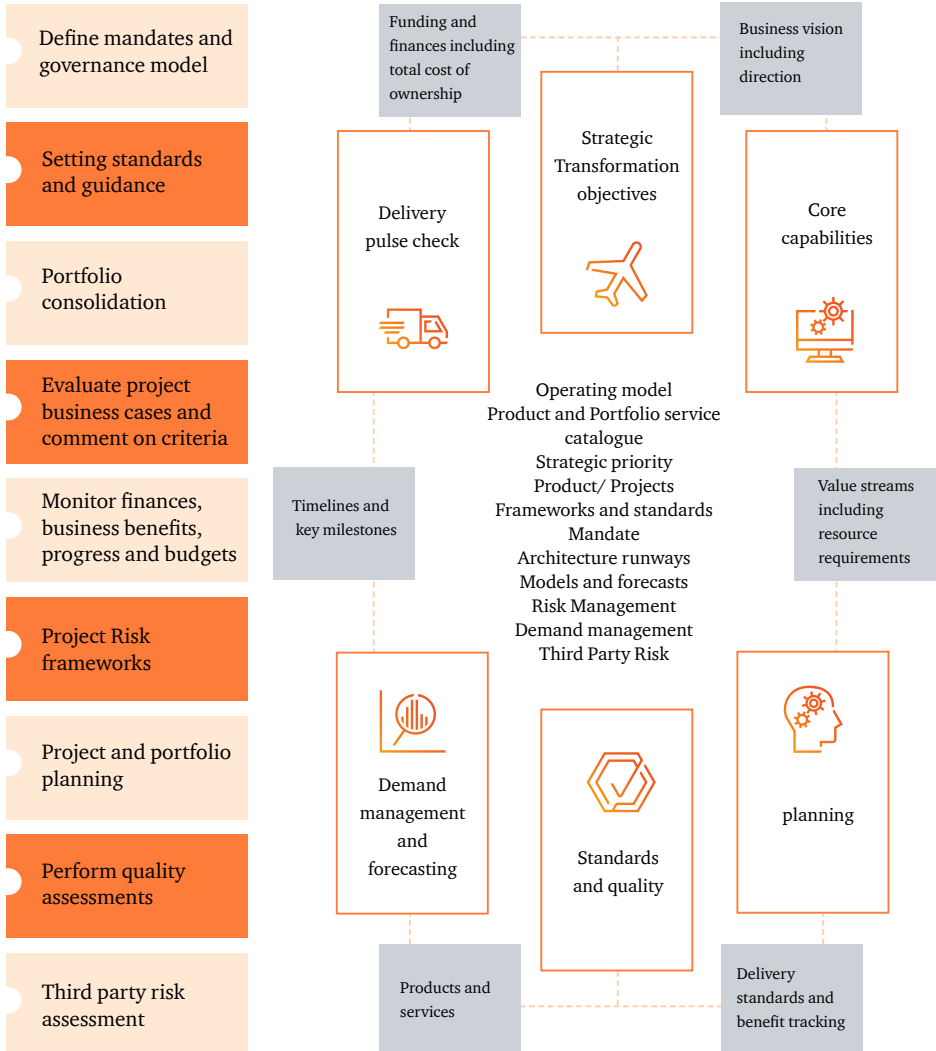 Define mandates and
governance model
Setting standards
and guidance
Portfolio
consolidation
Evaluate project
business cases and
comment on criteria
Monitor finances,
business benefits,
progress and budgets
Project Risk
frameworks
Project and portfolio
planning
Perform quality
assessments
Third party risk
assessment
Funding and
finances including
total cost of
ownership
Business vision
including
direction
Strategic
Transformation
objectives
Delivery
pulse check
Core
capabilities
Operating model
Product and Portfolio service
catalogue
Strategic priority
Product/ Projects
Frameworks and standards
Mandate
Architecture runways
Models and forecasts
Risk Management
Demand management
Third Party Risk
Timelines and
key milestones
Value streams
including
resource
requirements
Demand
management
and
forecasting
Standards
and quality
planning
Products and
services
Delivery
standards and
benefit tracking